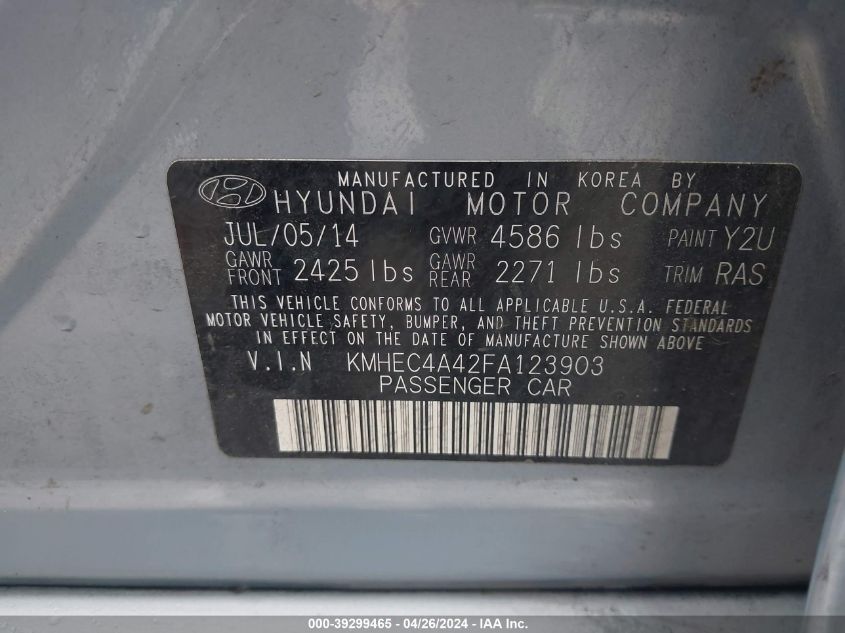 MANUFACTURED IN KOREA BY
HYUNDAI MOTOR COMPANY
JUL/05/14 GVWR 4586 lbs PAINT Y2U
GAWR FRONT 2425 lbs GAWR REAR 2271 lbs TRIM RAS
THIS VEHICLE CONFORMS TO ALL APPLICABLE U.S.A. FEDERAL
MOTOR VEHICLE SAFETY, BUMPER, AND THEFT PREVENTION STANDARDS
IN EFFECT ON THE DATE OF MANUFACTURE SHOWN ABOVE
V.I.N KMHEC4A42FA123903
PASSENGER CAR
000-39299465 - 04/26/2024 - IAA Inc.